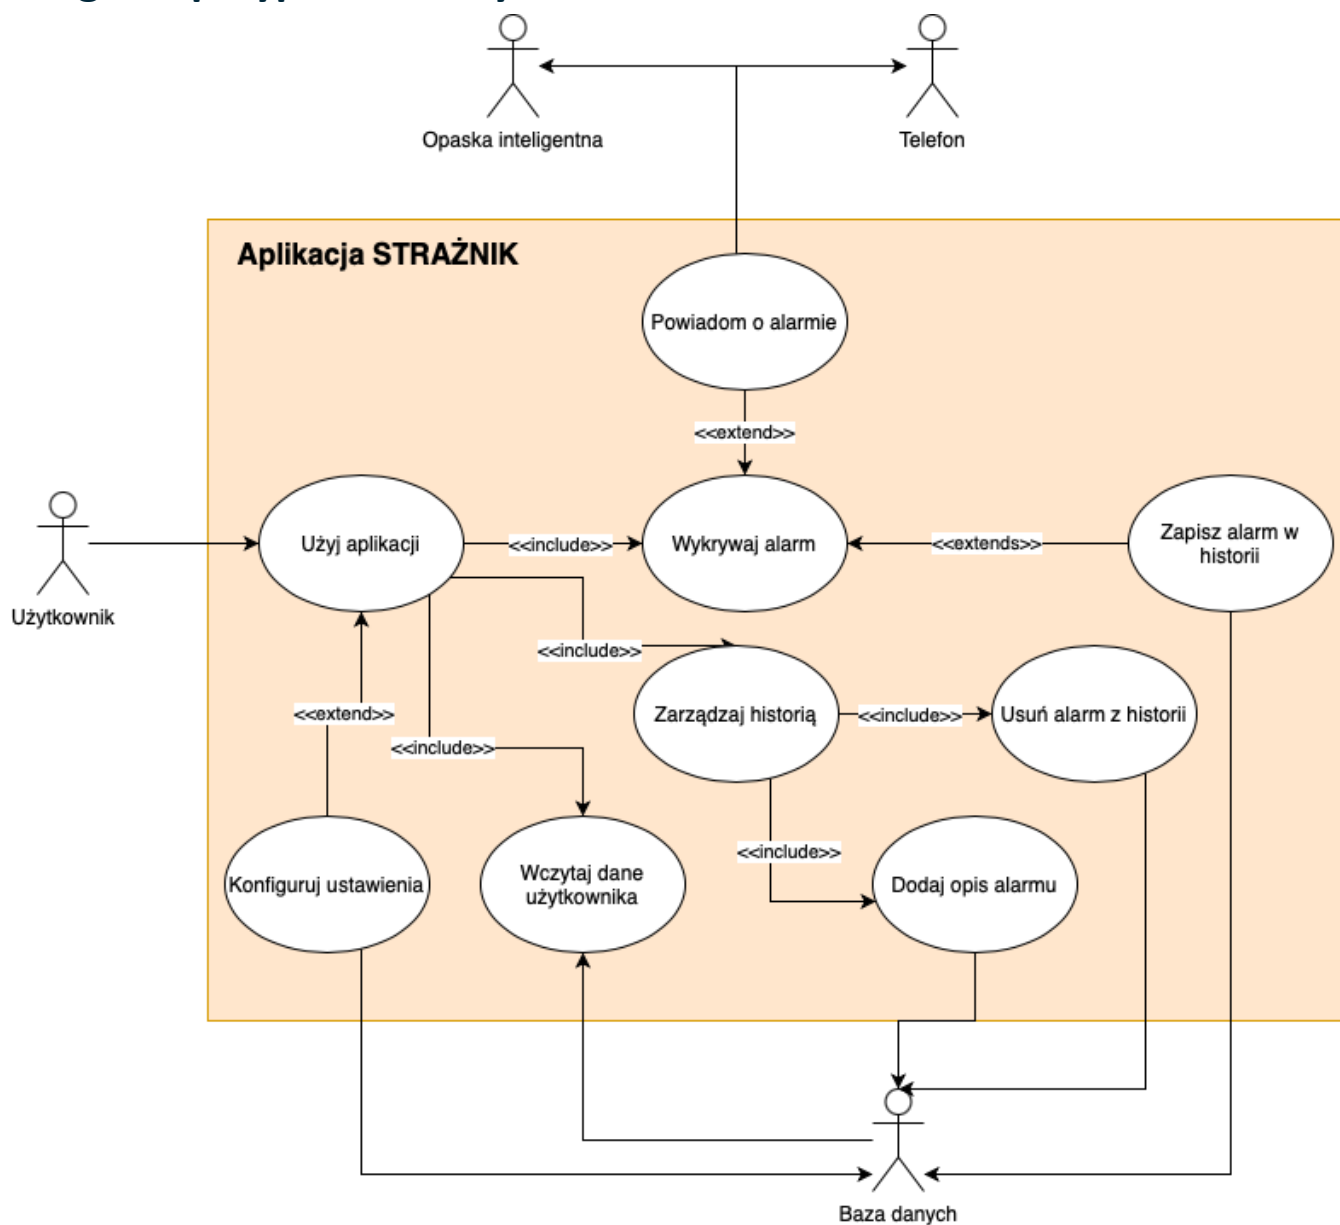 Opaska inteligentna
Telefon
Aplikacja STRAŻNIK
Powiadom o alarmie
<<extend>>
Użyj aplikacji
<<include>>
Wykrywaj alarm
<<extends>>
Zapisz alarm w
historii
Użytkownik
<<include>>
<<extend>>
Zarządzaj historią
<<include>>
Usuń alarm z historii
<<include>>
<<include>>
Konfiguruj ustawienia
Wczytaj dane
użytkownika
Dodaj opis alarmu
Baza danych